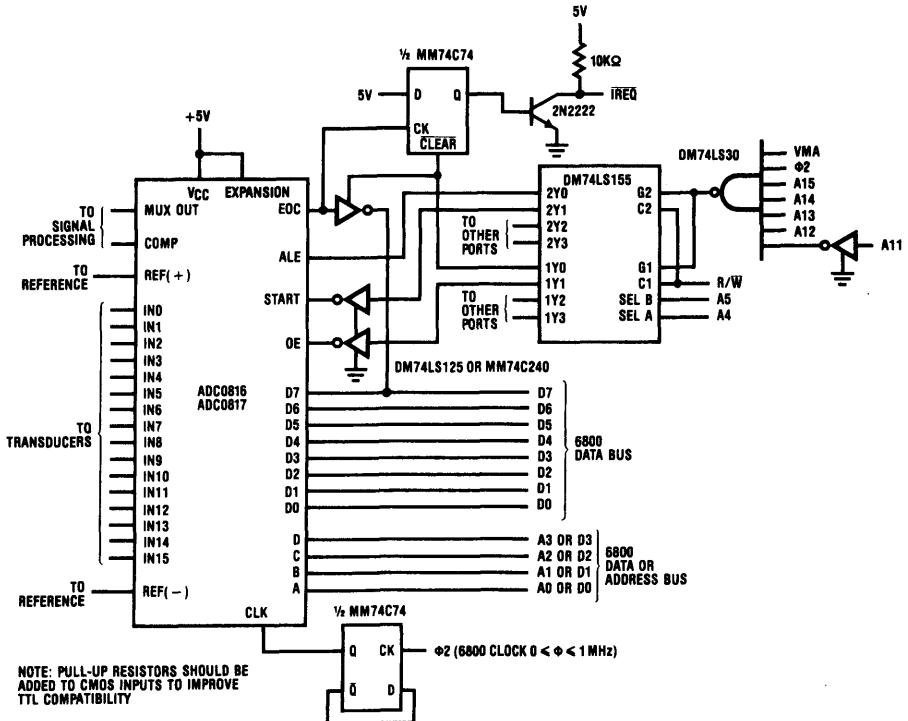 5V
½ MM74C74
10KΩ
5V
D
Q
IREQ
2N2222
CK
CLEAR
+5V
DM74LS30
VMA
Φ2
A15
A14
A13
A12
A11
DM74LS155
G2
C2
G1
C1
SEL B
SEL A
R/W
A5
A4
2Y0
2Y1
2Y2
2Y3
1Y0
1Y1
1Y2
1Y3
TO
OTHER
PORTS
TO
OTHER
PORTS
VCC
EXPANSION
MUX OUT
EOC
TO
SIGNAL
PROCESSING
COMP
ALE
TO
REFERENCE
REF(+)
START
OE
DM74LS125 OR MM74C240
IN0
IN1
IN2
IN3
IN4
IN5
IN6
IN7
IN8
IN9
IN10
IN11
IN12
IN13
IN14
IN15
TO
TRANSDUCERS
ADC0816
ADC0817
D7
D6
D5
D4
D3
D2
D1
D0
D7
D6
D5
D4
D3
D2
D1
D0
6800
DATA BUS
D
C
B
A
A3 OR D3
A2 OR D2
A1 OR D1
A0 OR D0
6800
DATA OR
ADDRESS BUS
TO
REFERENCE
REF(−)
CLK
½ MM74C74
Q
CK
Q
D
Φ2 (6800 CLOCK 0 ⩽ Φ ⩽ 1 MHz)
NOTE: PULL-UP RESISTORS SHOULD BE
ADDED TO CMOS INPUTS TO IMPROVE
TTL COMPATIBILITY